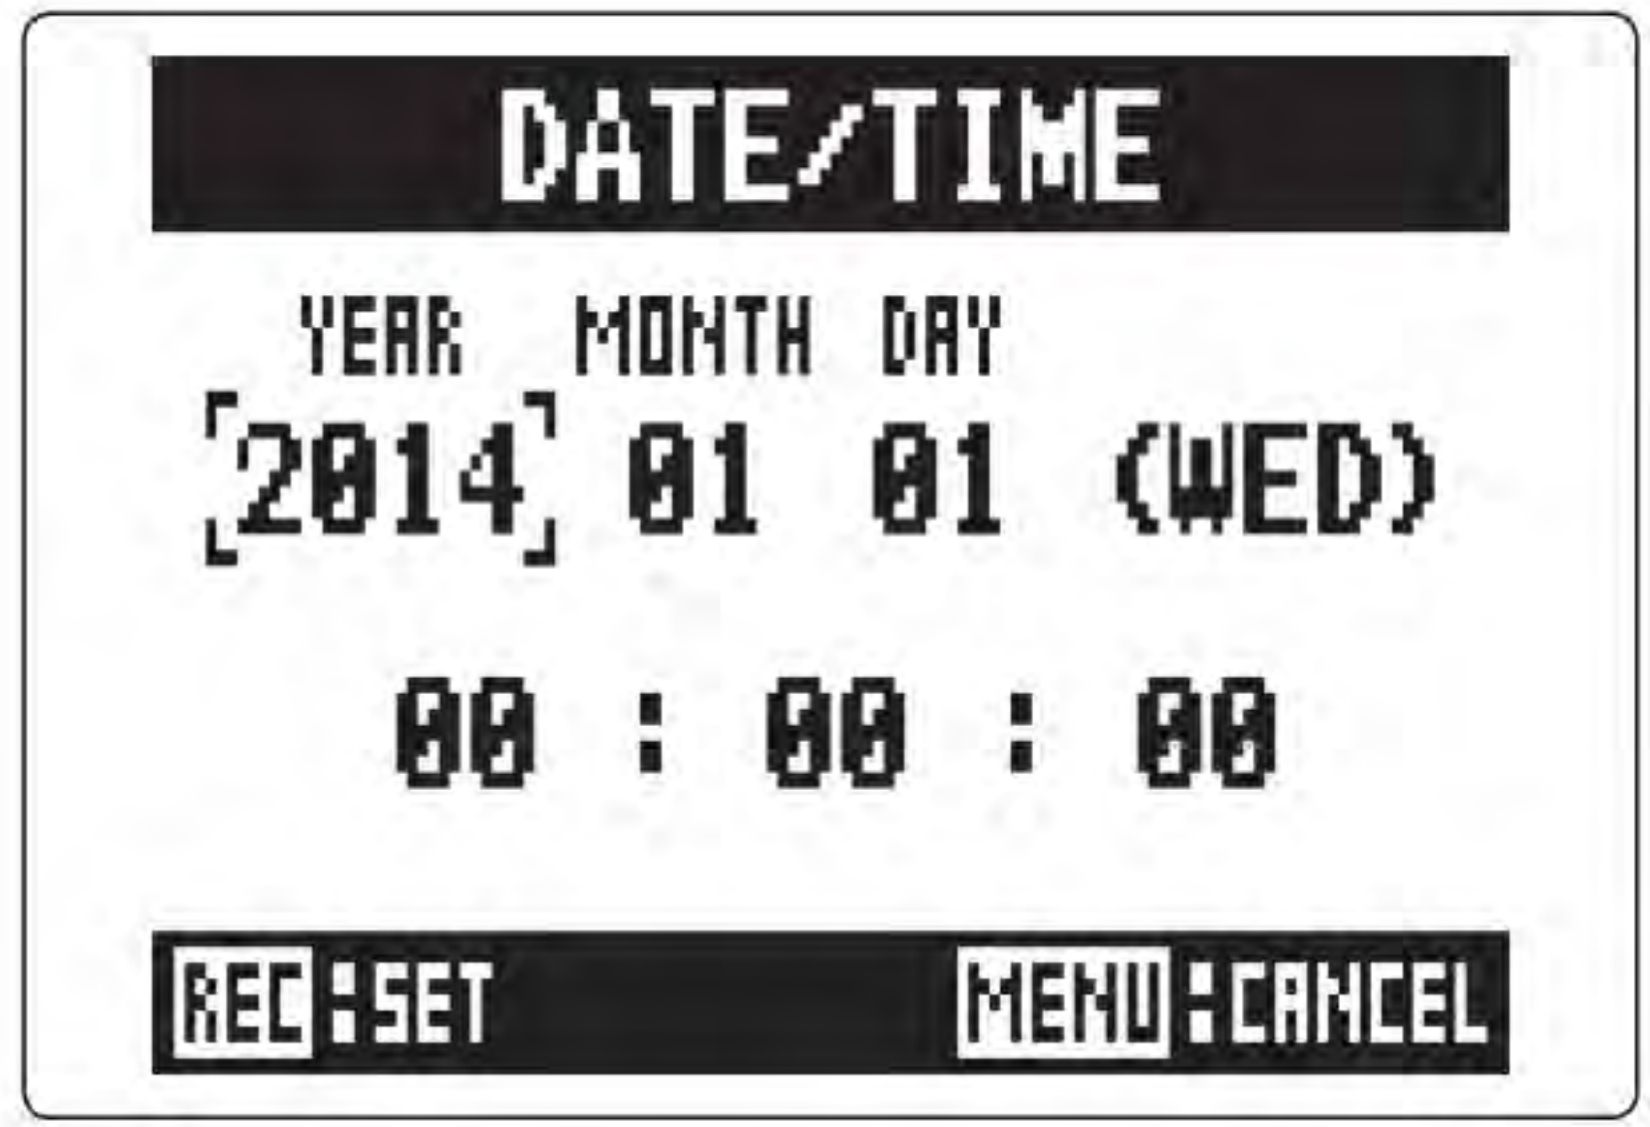 DATE/TIME
YEAR MONTH DAY
2014 01 01 (WED)
00 : 00 : 00
REC:SET MENU:CANCEL